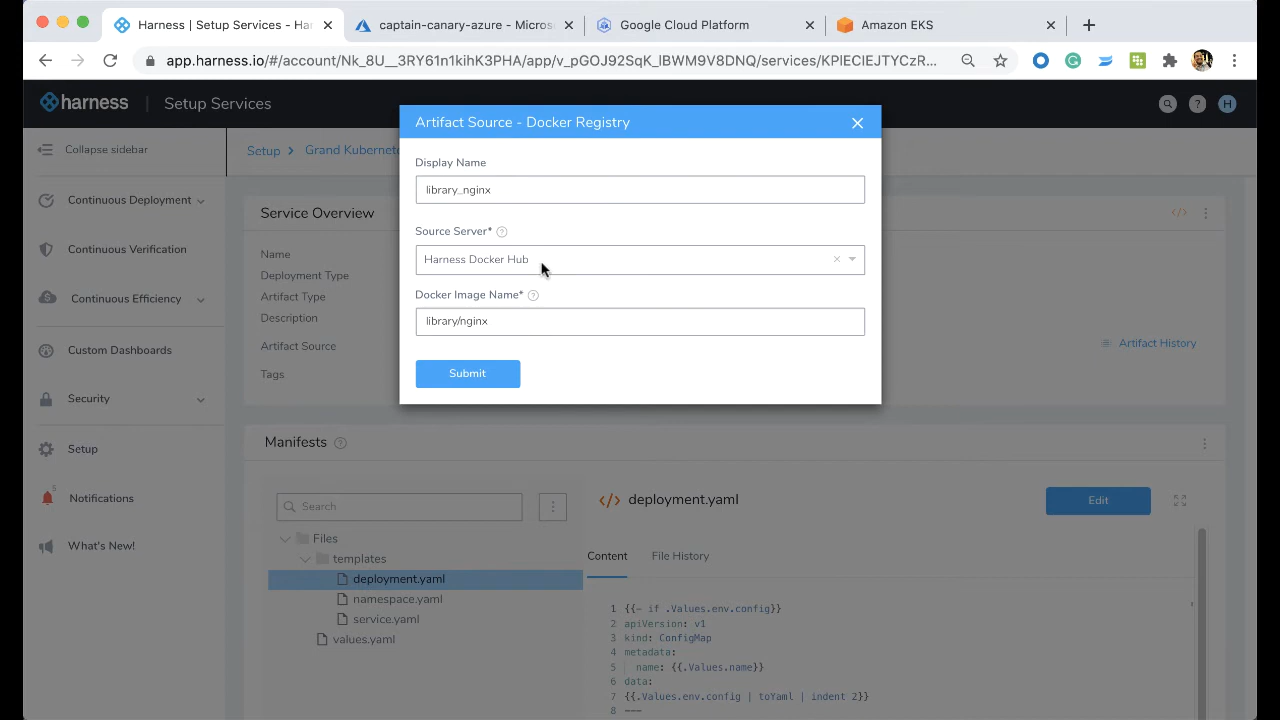 Harness | Setup Services - Har
captain-canary-azure - Micros
Google Cloud Platform
Amazon EKS
app.harness.io/#/account/Nk_8U__3RY61n1kihK3PHA/app/v_pGOJ92SqK_lBWM9V8DNQ/services/KPlEClEJTYCzR...
harness | Setup Services
H
Collapse sidebar
Setup > Grand Kubernete
Continuous Deployment
Continuous Verification
Continuous Efficiency
Custom Dashboards
Security
Setup
5
Notifications
What's New!
Artifact Source - Docker Registry
Display Name
library_nginx
Source Server*
Harness Docker Hub
Docker Image Name*
library/nginx
Submit
Service Overview
</>
Name
Deployment Type
Artifact Type
Description
Artifact Source
Artifact History
Tags
Manifests
Search
Files
templates
deployment.yaml
namespace.yaml
service.yaml
values.yaml
</> deployment.yaml
Edit
Content File History
1 {{- if .Values.env.config}}
2 apiVersion: v1
3 kind: ConfigMap
4 metadata:
5 name: {{.Values.name}}
6 data:
7 {{.Values.env.config | toYaml | indent 2}}
8 ---